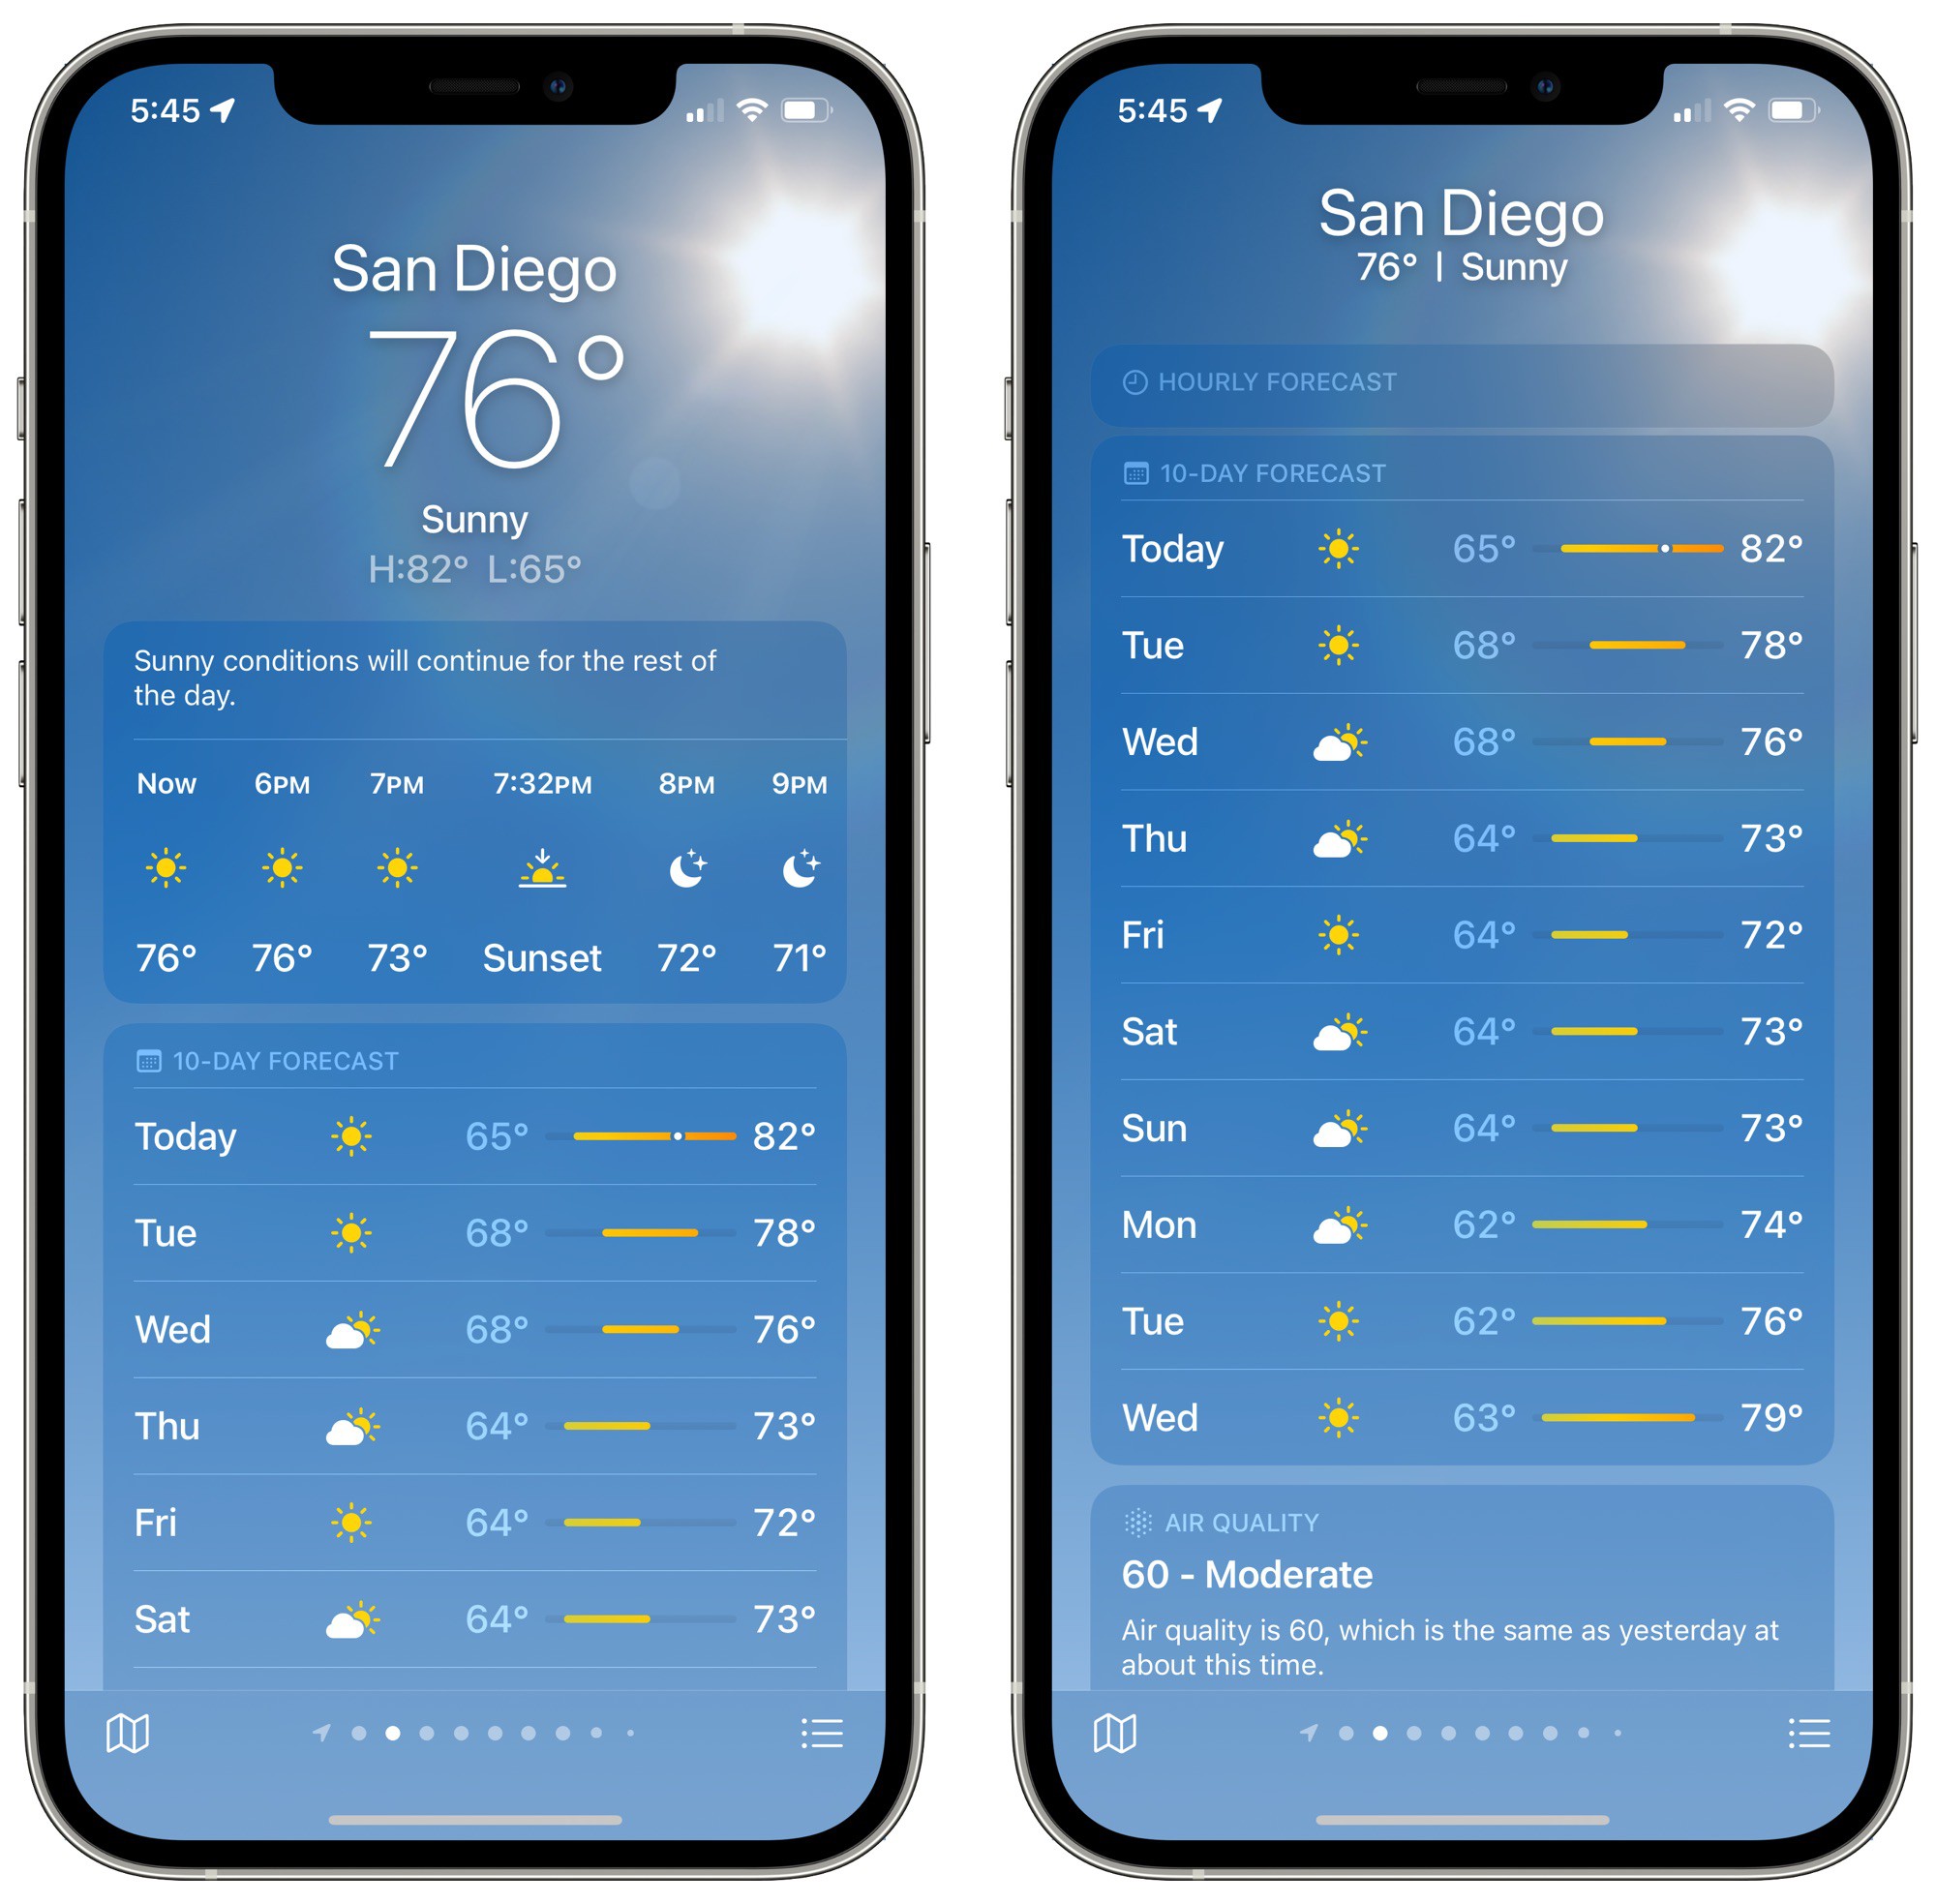 5:45
San Diego
76°
Sunny
H:82° L:65°
Sunny conditions will continue for the rest of
the day.
Now 6PM 7PM 7:32PM 8PM 9PM
76° 76° 73° Sunset 72° 71°
10-DAY FORECAST
Today 65° 82°
Tue 68° 78°
Wed 68° 76°
Thu 64° 73°
Fri 64° 72°
Sat 64° 73°
5:45
San Diego
76° | Sunny
HOURLY FORECAST
10-DAY FORECAST
Today 65° 82°
Tue 68° 78°
Wed 68° 76°
Thu 64° 73°
Fri 64° 72°
Sat 64° 73°
Sun 64° 73°
Mon 62° 74°
Tue 62° 76°
Wed 63° 79°
AIR QUALITY
60 - Moderate
Air quality is 60, which is the same as yesterday at
about this time.